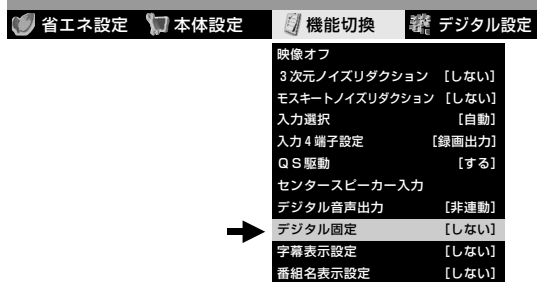 省エネ設定 本体設定 機能切換 デジタル設定
映像オフ
3次元ノイズリダクション [しない]
モスキートノイズリダクション [しない]
入力選択 [自動]
入力4端子設定 [録画出力]
QS駆動 [する]
センタースピーカー入力
デジタル音声出力 [非連動]
デジタル固定 [しない]
字幕表示設定 [しない]
番組名表示設定 [しない]